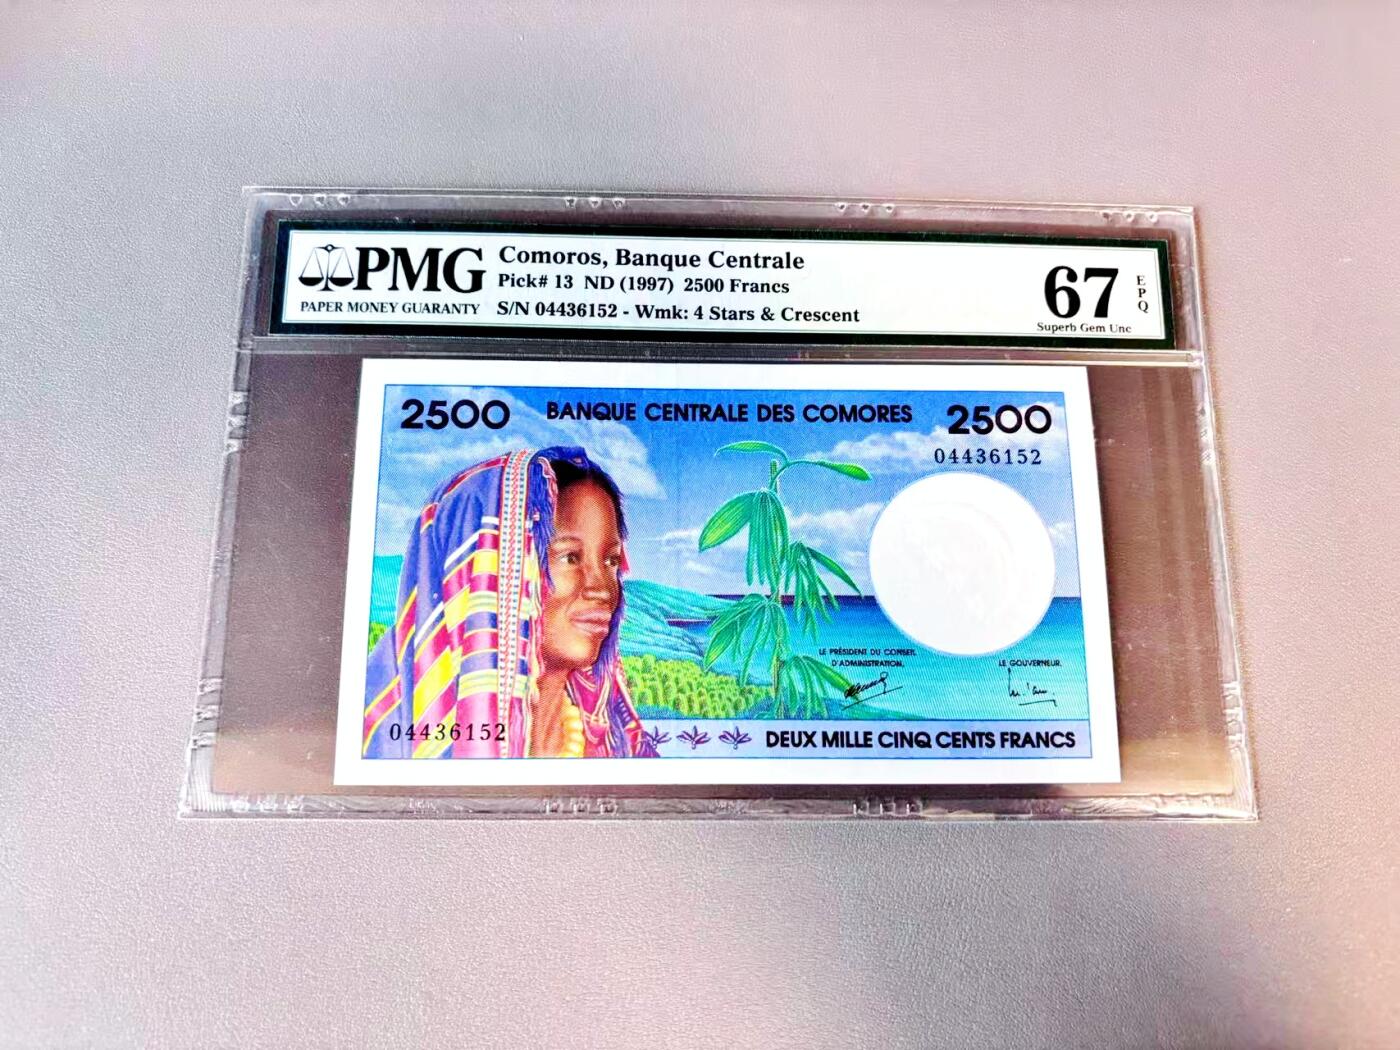 PMG
PAPER MONEY GUARANTY
Comoros, Banque Centrale
Pick# 13 ND (1997) 2500 Francs
S/N 04436152 - Wmk: 4 Stars & Crescent
67
EPQ
Superb Gem Unc
2500 BANQUE CENTRALE DES COMORES 2500
04436152
LE PRÉSIDENT DU CONSEIL
D'ADMINISTRATION,
LE GOUVERNEUR,
04436152
DEUX MILLE CINQ CENTS FRANCS